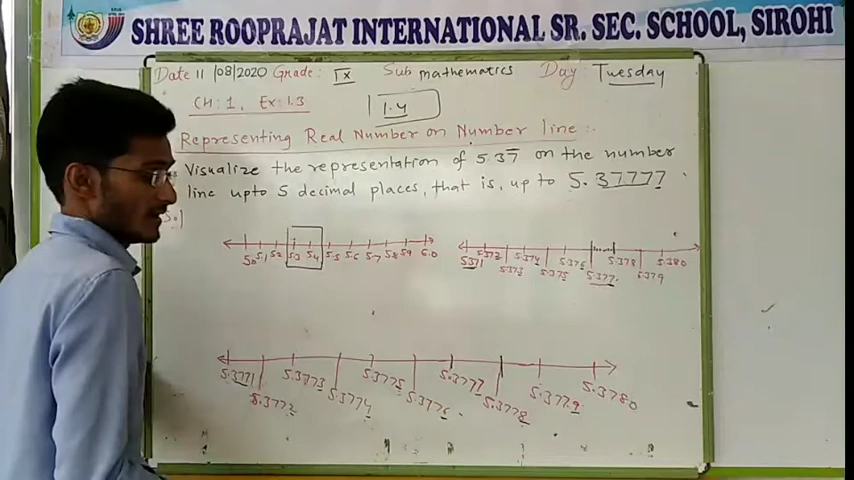 SHREE ROOPRAJAT INTERNATIONAL SR. SEC. SCHOOL, SIROHI
Date 11/08/2020 Grade: IX Sub mathematics Day: Tuesday
CH: 1, Ex: 1.3 1.4
Representing Real Number on Number line :-
Visualize the representation of 5.37̅ on the number
line upto 5 decimal places, that is, up to 5.37777.
5.0 5.1 5.2 5.3 5.4 5.5 5.6 5.7 5.8 5.9 6.0
5.371 5.372 5.373 5.374 5.375 5.376 5.377 5.378 5.379 5.380
5.3771 5.3772 5.3773 5.3774 5.3775 5.3776 5.3777 5.3778 5.3779 5.3780